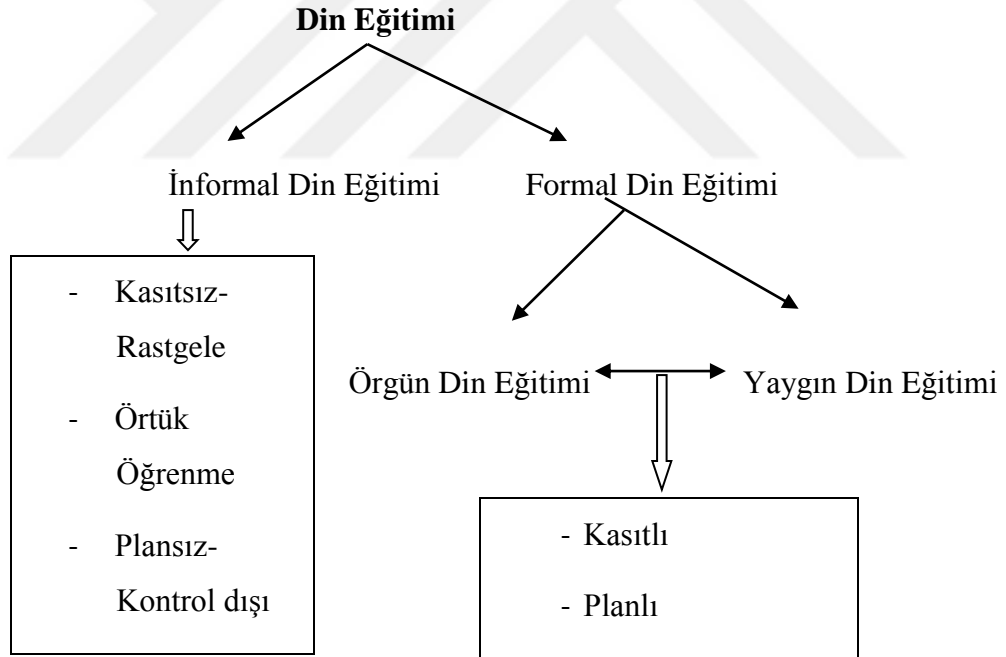 Din Eğitimi
İnformal Din Eğitimi
Formal Din Eğitimi
- Kasıtsız-
Rastgele
- Örtük
Öğrenme
- Plansız-
Kontrol dışı
Örgün Din Eğitimi
Yaygın Din Eğitimi
- Kasıtlı
- Planlı